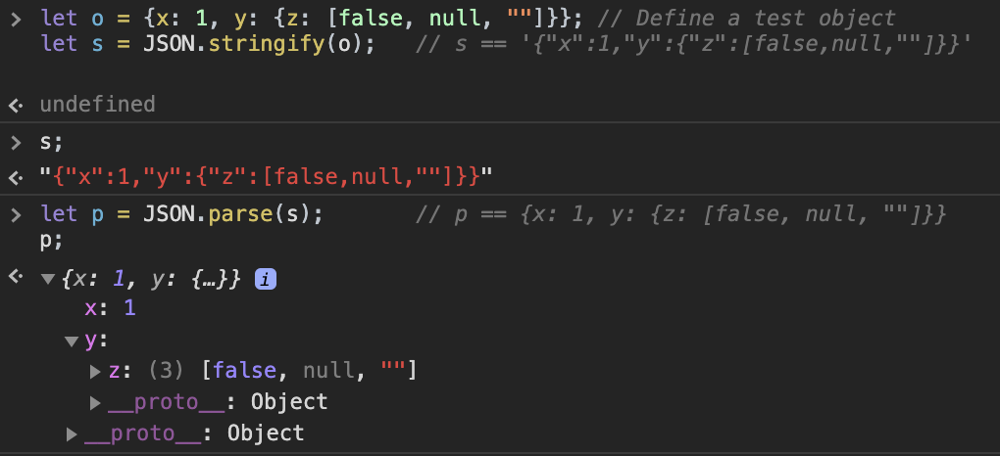 > let o = {x: 1, y: {z: [false, null, ""]}}; // Define a test object
let s = JSON.stringify(o);   // s == '{"x":1,"y":{"z":[false,null,""]}}'
undefined
> s;
"{"x":1,"y":{"z":[false,null,""]}}"
> let p = JSON.parse(s);       // p == {x: 1, y: {z: [false, null, ""]}}
p;
▼{x: 1, y: {…}} i
x: 1
▼y:
▶z: (3) [false, null, ""]
▶__proto__: Object
▶__proto__: Object